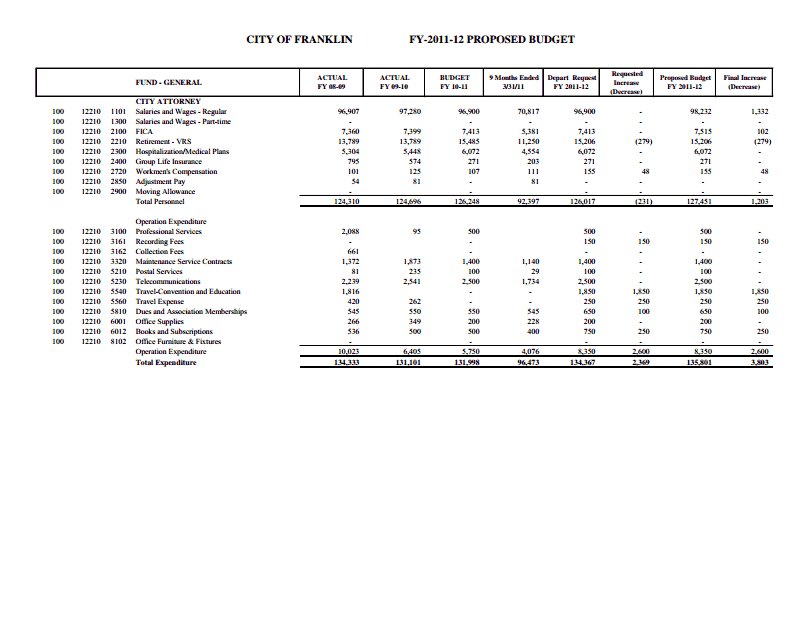 CITY OF FRANKLIN FY-2011-12 PROPOSED BUDGET
FUND - GENERAL ACTUAL FY 08-09 ACTUAL FY 09-10 BUDGET FY 10-11 9 Months Ended 3/31/11 Depart Request FY 2011-12 Requested Increase (Decrease) Proposed Budget FY 2011-12 Final Increase (Decrease)
CITY ATTORNEY
100 12210 1101 Salaries and Wages - Regular 96,907 97,280 96,900 70,817 96,900 - 98,232 1,332
100 12210 1300 Salaries and Wages - Part-time - - - - - - - -
100 12210 2100 FICA 7,360 7,399 7,413 5,381 7,413 - 7,515 102
100 12210 2210 Retirement - VRS 13,789 13,789 15,485 11,250 15,206 (279) 15,206 (279)
100 12210 2300 Hospitalization/Medical Plans 5,304 5,448 6,072 4,554 6,072 - 6,072 -
100 12210 2400 Group Life Insurance 795 574 271 203 271 - 271 -
100 12210 2720 Workmen's Compensation 101 125 107 111 155 48 155 48
100 12210 2850 Adjustment Pay 54 81 - 81 - - - -
100 12210 2900 Moving Allowance - - - - - - - -
Total Personnel 124,310 124,696 126,248 92,397 126,017 (231) 127,451 1,203
Operation Expenditure
100 12210 3100 Professional Services 2,088 95 500 500 - 500 -
100 12210 3161 Recording Fees - - 150 150 150 150
100 12210 3162 Collection Fees 661 - - - - -
100 12210 3320 Maintenance Service Contracts 1,372 1,873 1,400 1,140 1,400 - 1,400 -
100 12210 5210 Postal Services 81 235 100 29 100 - 100 -
100 12210 5230 Telecommunications 2,239 2,541 2,500 1,734 2,500 - 2,500 -
100 12210 5540 Travel-Convention and Education 1,816 - - 1,850 1,850 1,850 1,850
100 12210 5560 Travel Expense 420 262 - - 250 250 250 250
100 12210 5810 Dues and Association Memberships 545 550 550 545 650 100 650 100
100 12210 6001 Office Supplies 266 349 200 228 200 - 200 -
100 12210 6012 Books and Subscriptions 536 500 500 400 750 250 750 250
100 12210 8102 Office Furniture & Fixtures - - - - - - -
Operation Expenditure 10,023 6,405 5,750 4,076 8,350 2,600 8,350 2,600
Total Expenditure 134,333 131,101 131,998 96,473 134,367 2,369 135,801 3,803